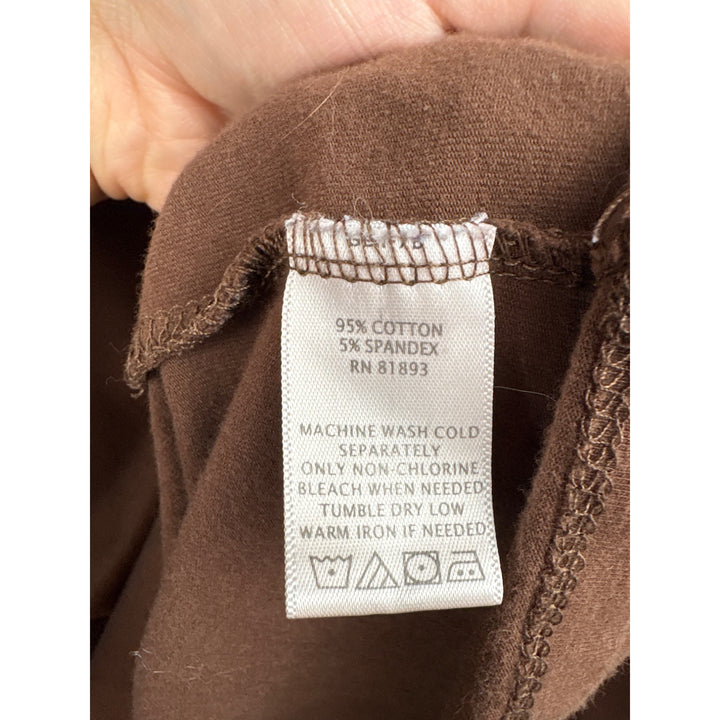 95% COTTON
5% SPANDEX
RN 81893
MACHINE WASH COLD
SEPARATELY
ONLY NON-CHLORINE
BLEACH WHEN NEEDED
TUMBLE DRY LOW
WARM IRON IF NEEDED